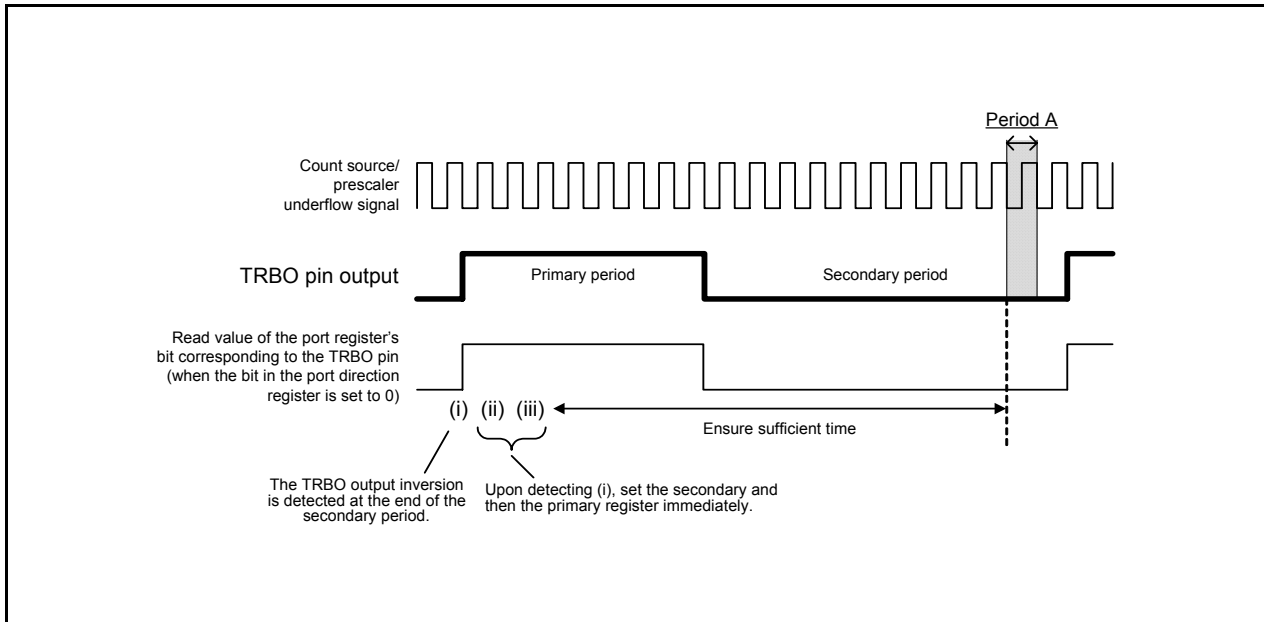 Period A
Count source/
prescaler
underflow signal
TRBO pin output
Primary period
Secondary period
Read value of the port register's
bit corresponding to the TRBO pin
(when the bit in the port direction
register is set to 0)
(i) (ii) (iii)
Ensure sufficient time
The TRBO output inversion
is detected at the end of the
secondary period.
Upon detecting (i), set the secondary and
then the primary register immediately.